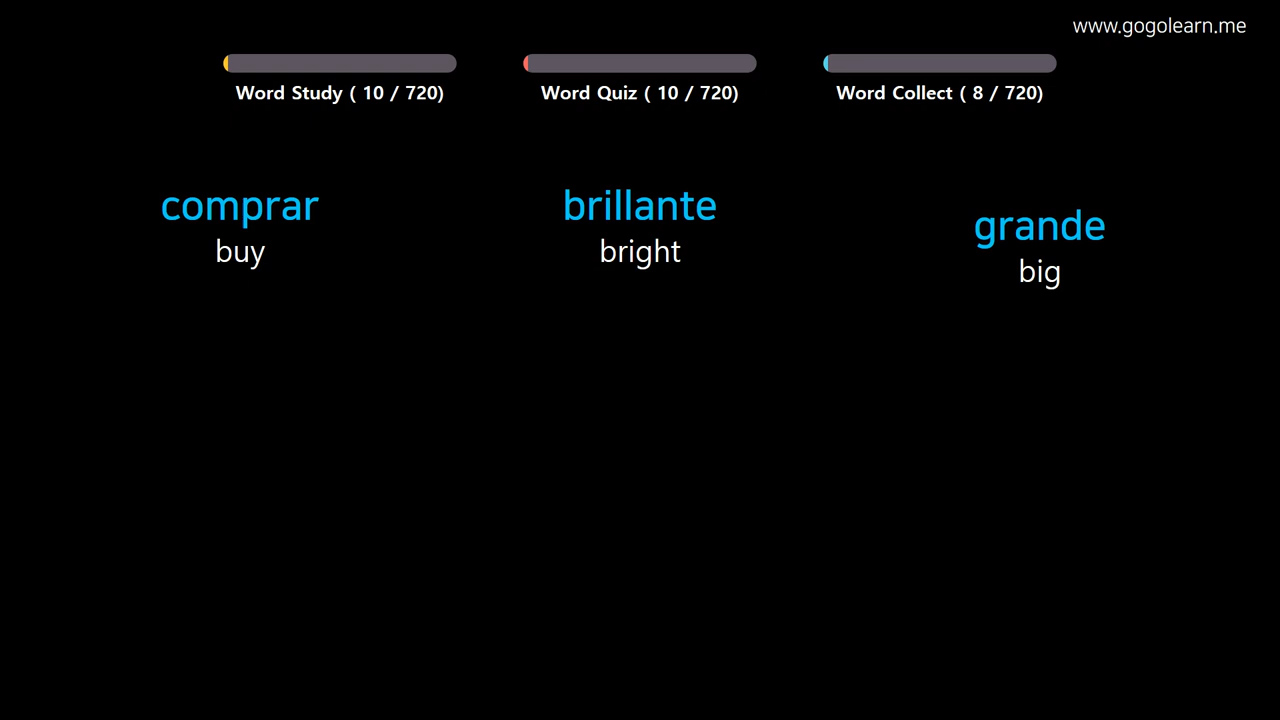 www.gogolearn.me
Word Study ( 10 / 720)
Word Quiz ( 10 / 720)
Word Collect ( 8 / 720)
comprar
buy
brillante
bright
grande
big